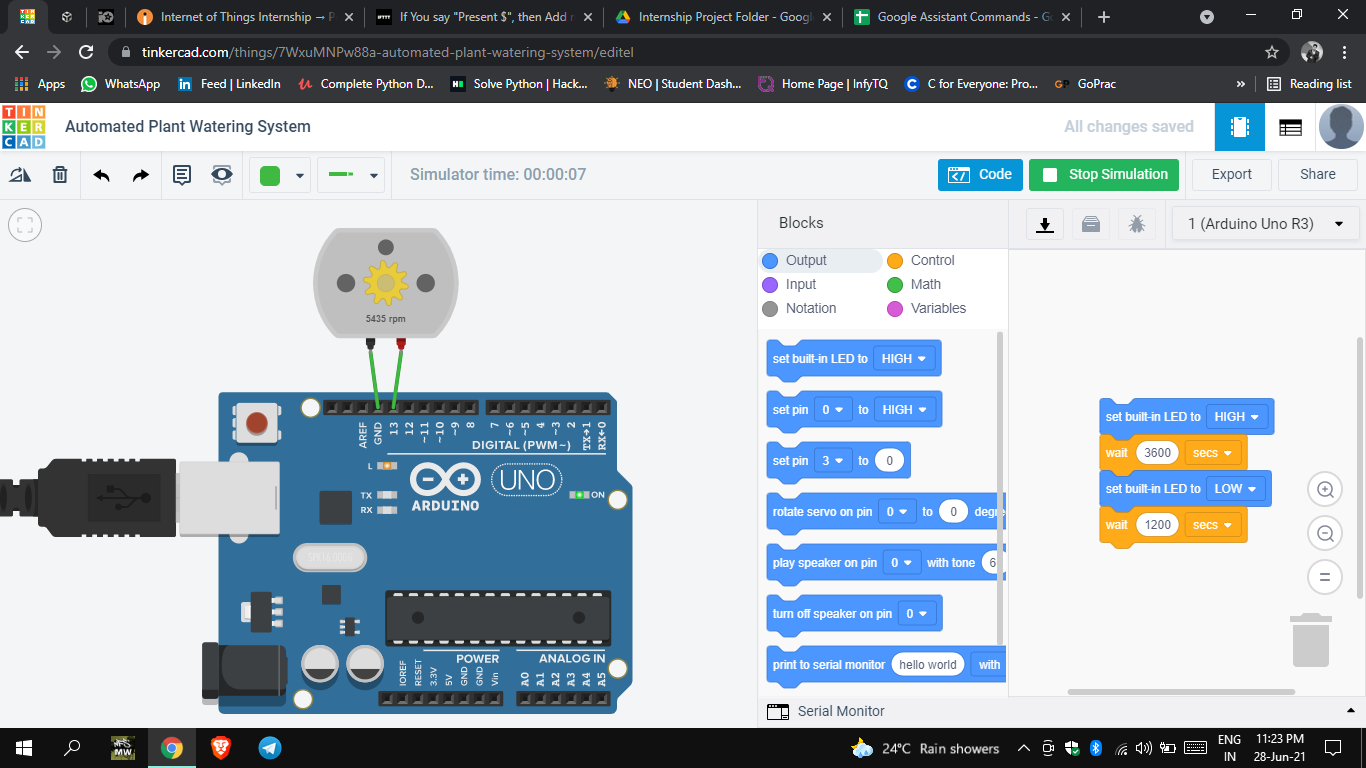 Internet of Things Internship → P
If You say "Present $", then Add r
Internship Project Folder - Google
Google Assistant Commands - Go
tinkercad.com/things/7WxuMNPw88a-automated-plant-watering-system/editel
Apps
WhatsApp
Feed | LinkedIn
Complete Python D...
Solve Python | Hack...
NEO | Student Dash...
Home Page | InfyTQ
C for Everyone: Pro...
GoPrac
»
Reading list
TIN
KER
CAD
Automated Plant Watering System
All changes saved
Simulator time: 00:00:07
Code
Stop Simulation
Export
Share
Blocks
1 (Arduino Uno R3)
Output
Control
Input
Math
Notation
Variables
set built-in LED to HIGH
set pin 0 to HIGH
set pin 3 to 0
rotate servo on pin 0 to 0 degre
play speaker on pin 0 with tone 6
turn off speaker on pin 0
print to serial monitor hello world with
set built-in LED to HIGH
wait 3600 secs
set built-in LED to LOW
wait 1200 secs
5435 rpm
AREF
GND
13
12
~11
~10
~9
8
7
~6
~5
4
~3
2
TX→1
RX←0
DIGITAL (PWM~)
L
TX
RX
ARDUINO
UNO
ON
POWER
ANALOG IN
IOREF
RESET
3.3V
5V
GND
GND
Vin
A0
A1
A2
A3
A4
A5
Serial Monitor
MW
24°C Rain showers
ENG
IN
11:23 PM
28-Jun-21